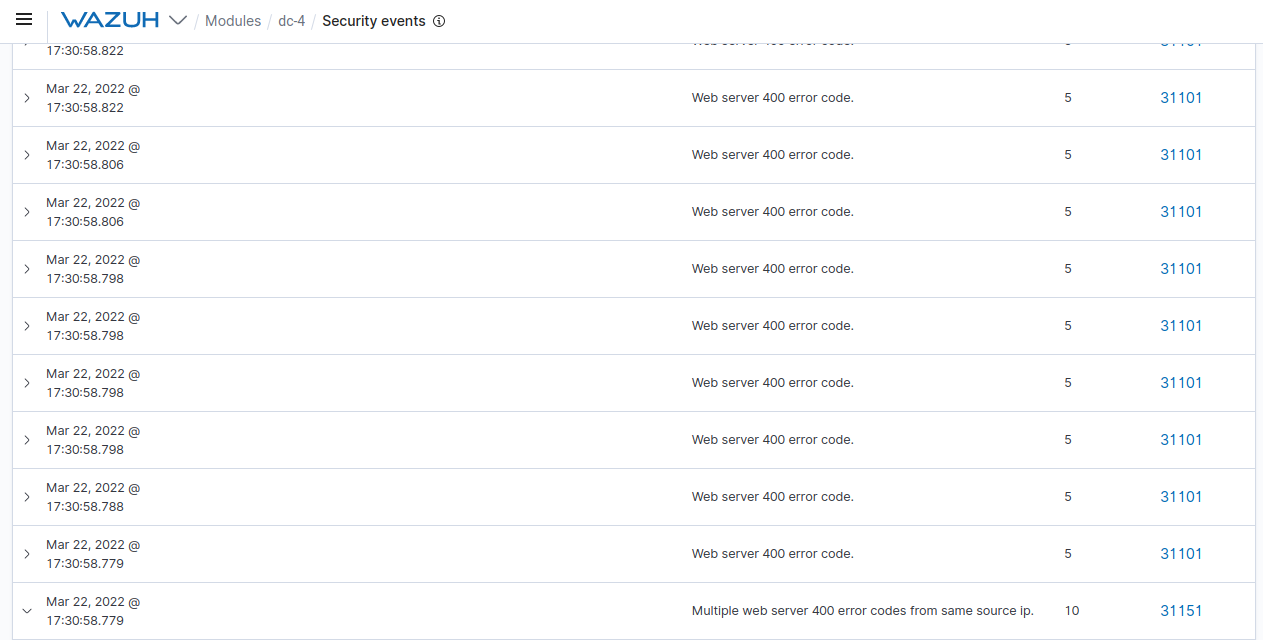 WAZUH / Modules / dc-4 / Security events
17:30:58.822
Mar 22, 2022 @
17:30:58.822
Web server 400 error code. 5 31101
Mar 22, 2022 @
17:30:58.806
Web server 400 error code. 5 31101
Mar 22, 2022 @
17:30:58.806
Web server 400 error code. 5 31101
Mar 22, 2022 @
17:30:58.798
Web server 400 error code. 5 31101
Mar 22, 2022 @
17:30:58.798
Web server 400 error code. 5 31101
Mar 22, 2022 @
17:30:58.798
Web server 400 error code. 5 31101
Mar 22, 2022 @
17:30:58.798
Web server 400 error code. 5 31101
Mar 22, 2022 @
17:30:58.788
Web server 400 error code. 5 31101
Mar 22, 2022 @
17:30:58.779
Web server 400 error code. 5 31101
Mar 22, 2022 @
17:30:58.779
Multiple web server 400 error codes from same source ip. 10 31151